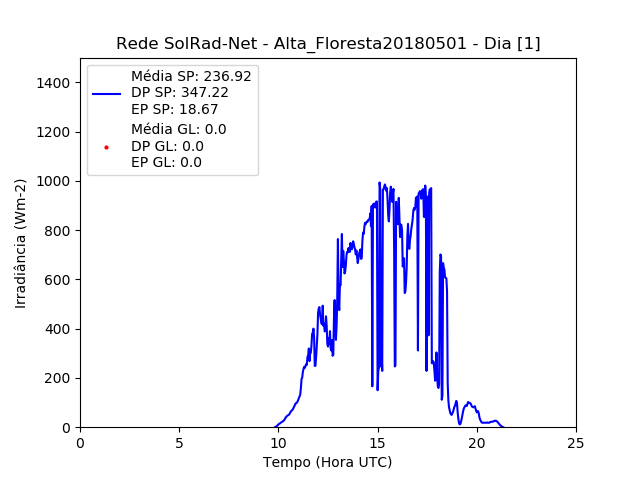 Rede SolRad-Net - Alta_Floresta20180501 - Dia [1]
Média SP: 236.92
DP SP: 347.22
EP SP: 18.67
Média GL: 0.0
DP GL: 0.0
EP GL: 0.0
1400
1200
1000
800
600
400
200
0
Irradiância (Wm-2)
0 5 10 15 20 25
Tempo (Hora UTC)